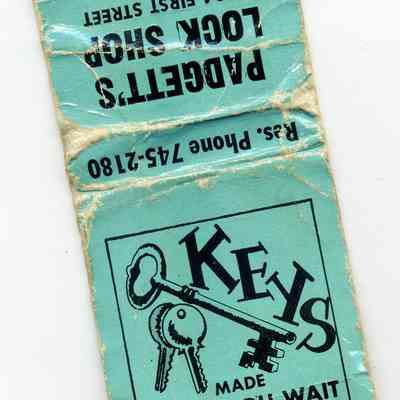 Res. Phone 745-2180
PADGETT'S
LOCK SHOP
FIRST STREET
KEYS
MADE
WAIT